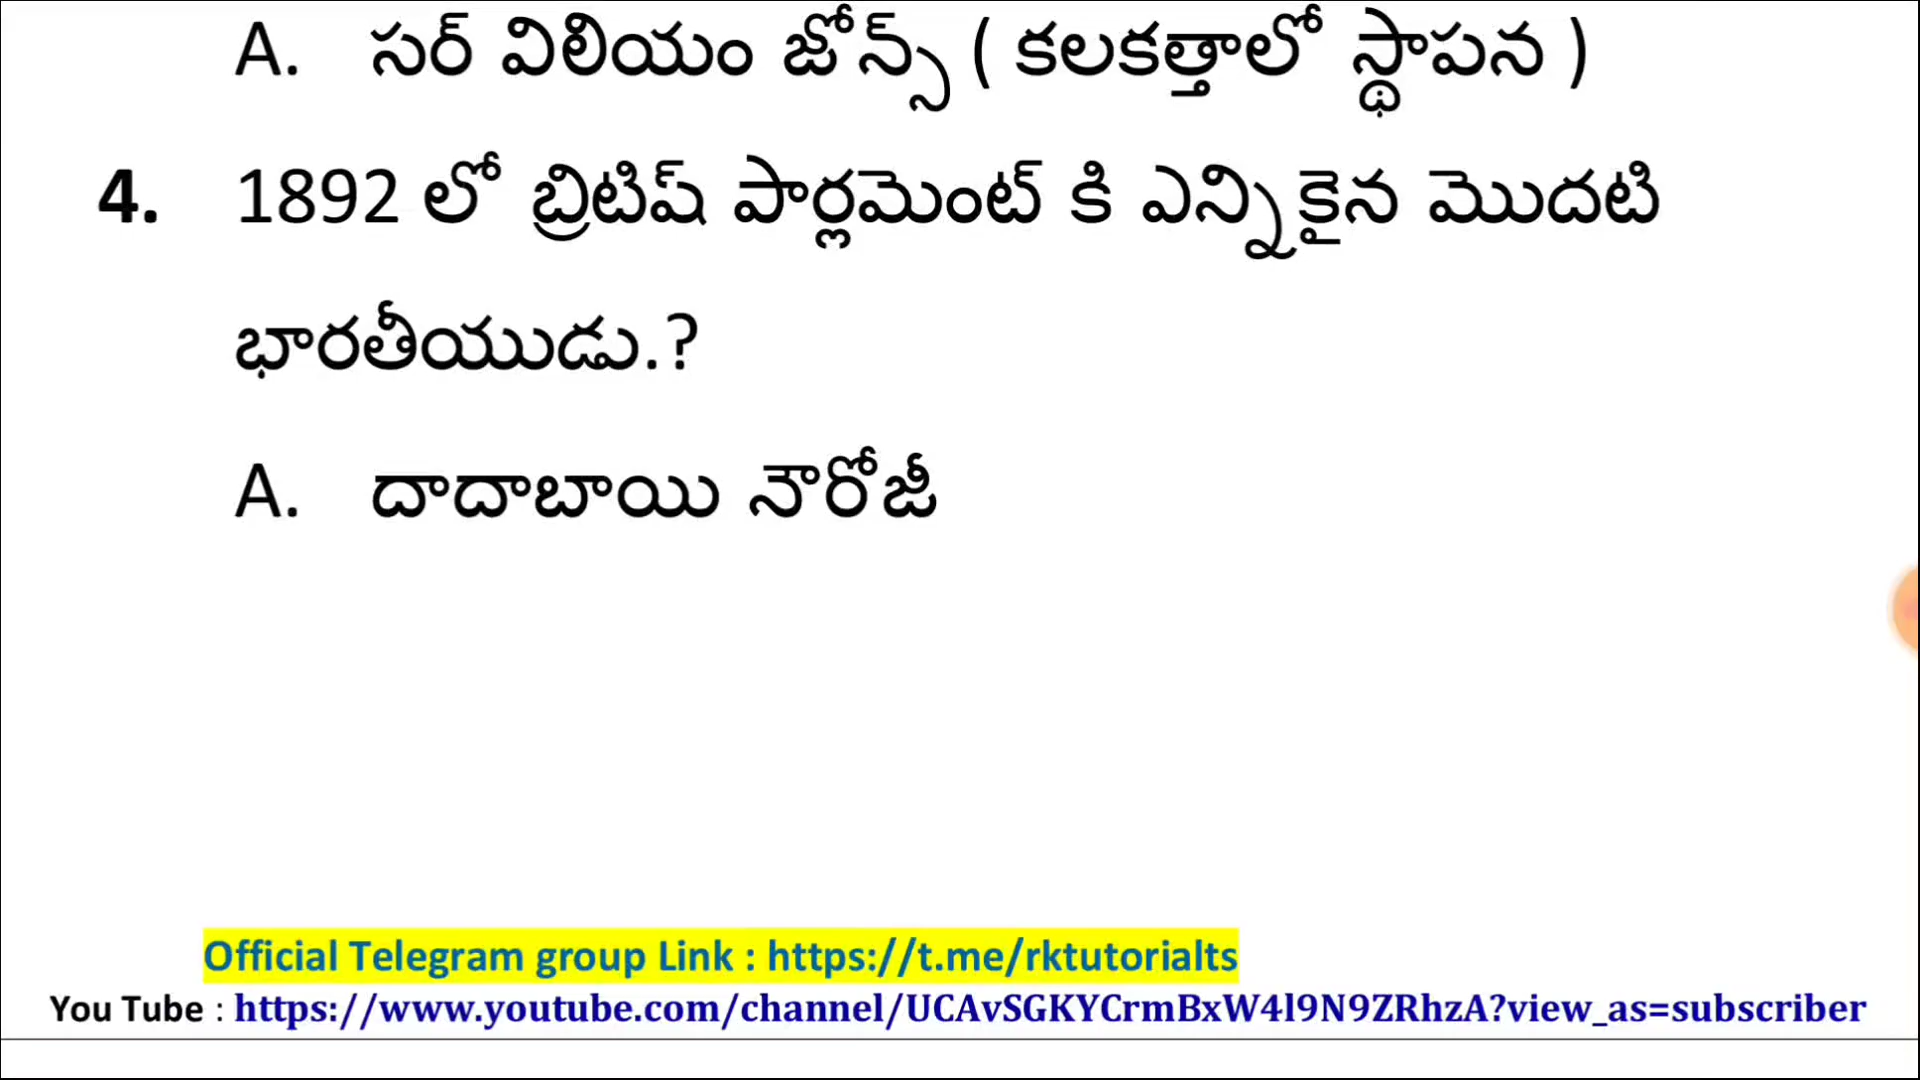 A. సర్ విలియం జోన్స్ ( కలకత్తాలో స్థాపన )
4. 1892 లో బ్రిటిష్ పార్లమెంట్ కి ఎన్నికైన మొదటి
భారతీయుడు.?
A. దాదాబాయి నౌరోజీ
Official Telegram group Link : https://t.me/rktutorialts
You Tube : https://www.youtube.com/channel/UCAvSGKYCrmBxW4l9N9ZRhzA?view_as=subscriber